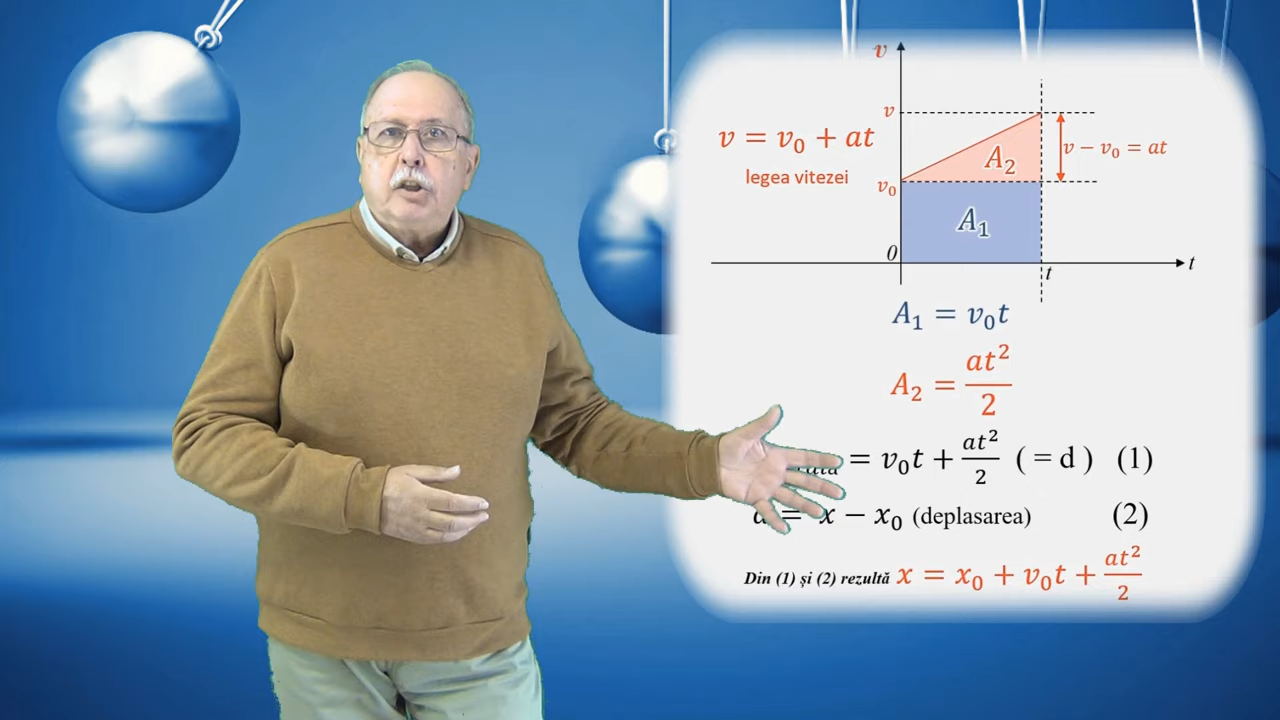 v
v
v = v₀ + at
legea vitezei
A₂
v − v₀ = at
v₀
A₁
0
t
t
A₁ = v₀t
A₂ = at²/2
= v₀t + at²/2 ( = d ) (1)
= x − x₀ (deplasarea) (2)
Din (1) și (2) rezultă x = x₀ + v₀t + at²/2